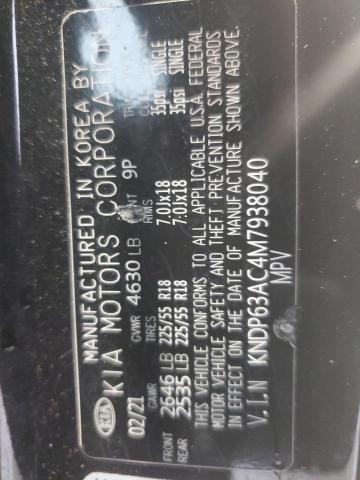 KIA
MANUFACTURED IN KOREA BY
KIA MOTORS CORPORATION
02/21 GVWR 4630 LB 9P
GAWR TIRES RIMS
FRONT 2646 LB 225/55 R18 7.0Jx18 35psi SINGLE
REAR 2535 LB 225/55 R18 7.0Jx18 35psi SINGLE
THIS VEHICLE CONFORMS TO ALL APPLICABLE U.S.A. FEDERAL
MOTOR VEHICLE SAFETY AND THEFT PREVENTION STANDARDS
IN EFFECT ON THE DATE OF MANUFACTURE SHOWN ABOVE.
V.I.N KNDP63AC4M7938040
MPV